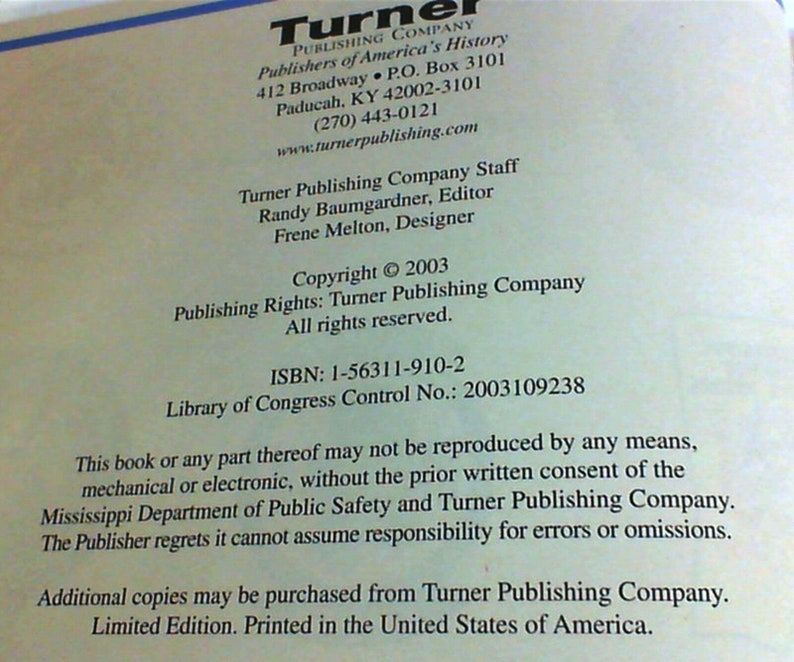 Turner
PUBLISHING COMPANY
Publishers of America's History
412 Broadway • P.O. Box 3101
Paducah, KY 42002-3101
(270) 443-0121
www.turnerpublishing.com
Turner Publishing Company Staff
Randy Baumgardner, Editor
Frene Melton, Designer
Copyright © 2003
Publishing Rights: Turner Publishing Company
All rights reserved.
ISBN: 1-56311-910-2
Library of Congress Control No.: 2003109238
This book or any part thereof may not be reproduced by any means,
mechanical or electronic, without the prior written consent of the
Mississippi Department of Public Safety and Turner Publishing Company.
The Publisher regrets it cannot assume responsibility for errors or omissions.
Additional copies may be purchased from Turner Publishing Company.
Limited Edition. Printed in the United States of America.